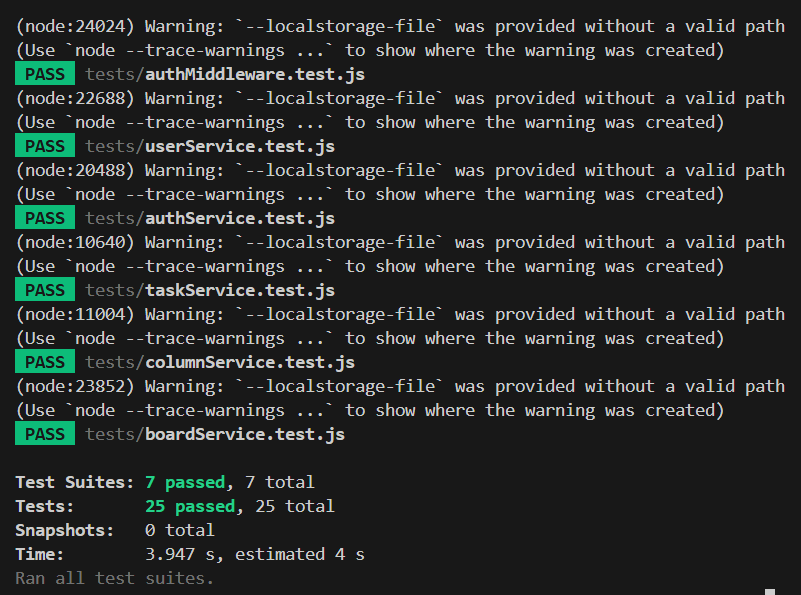 (node:24024) Warning: `--localstorage-file` was provided without a valid path
(Use `node --trace-warnings ...` to show where the warning was created)
PASS tests/authMiddleware.test.js
(node:22688) Warning: `--localstorage-file` was provided without a valid path
(Use `node --trace-warnings ...` to show where the warning was created)
PASS tests/userService.test.js
(node:20488) Warning: `--localstorage-file` was provided without a valid path
(Use `node --trace-warnings ...` to show where the warning was created)
PASS tests/authService.test.js
(node:10640) Warning: `--localstorage-file` was provided without a valid path
(Use `node --trace-warnings ...` to show where the warning was created)
PASS tests/taskService.test.js
(node:11004) Warning: `--localstorage-file` was provided without a valid path
(Use `node --trace-warnings ...` to show where the warning was created)
PASS tests/columnService.test.js
(node:23852) Warning: `--localstorage-file` was provided without a valid path
(Use `node --trace-warnings ...` to show where the warning was created)
PASS tests/boardService.test.js
Test Suites: 7 passed, 7 total
Tests: 25 passed, 25 total
Snapshots: 0 total
Time: 3.947 s, estimated 4 s
Ran all test suites.